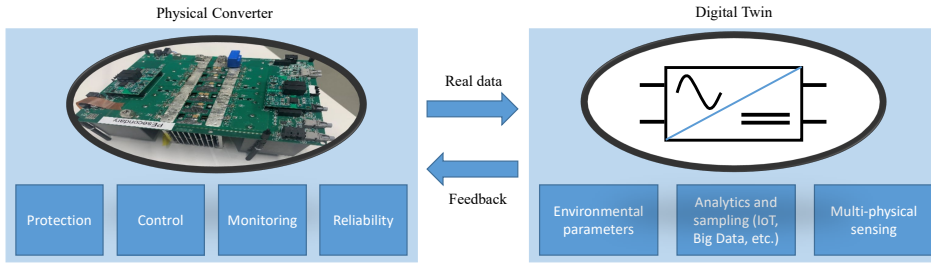 Physical Converter
Digital Twin
PEsecondary
Real data
Feedback
Protection
Control
Monitoring
Reliability
Environmental
parameters
Analytics and
sampling (IoT,
Big Data, etc.)
Multi-physical
sensing